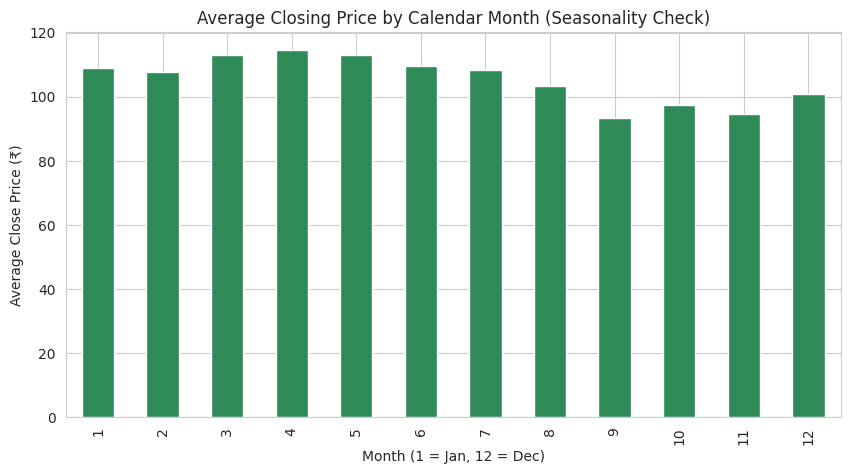 Average Closing Price by Calendar Month (Seasonality Check)
Average Close Price (₹)
120
100
80
60
40
20
0
1 2 3 4 5 6 7 8 9 10 11 12
Month (1 = Jan, 12 = Dec)